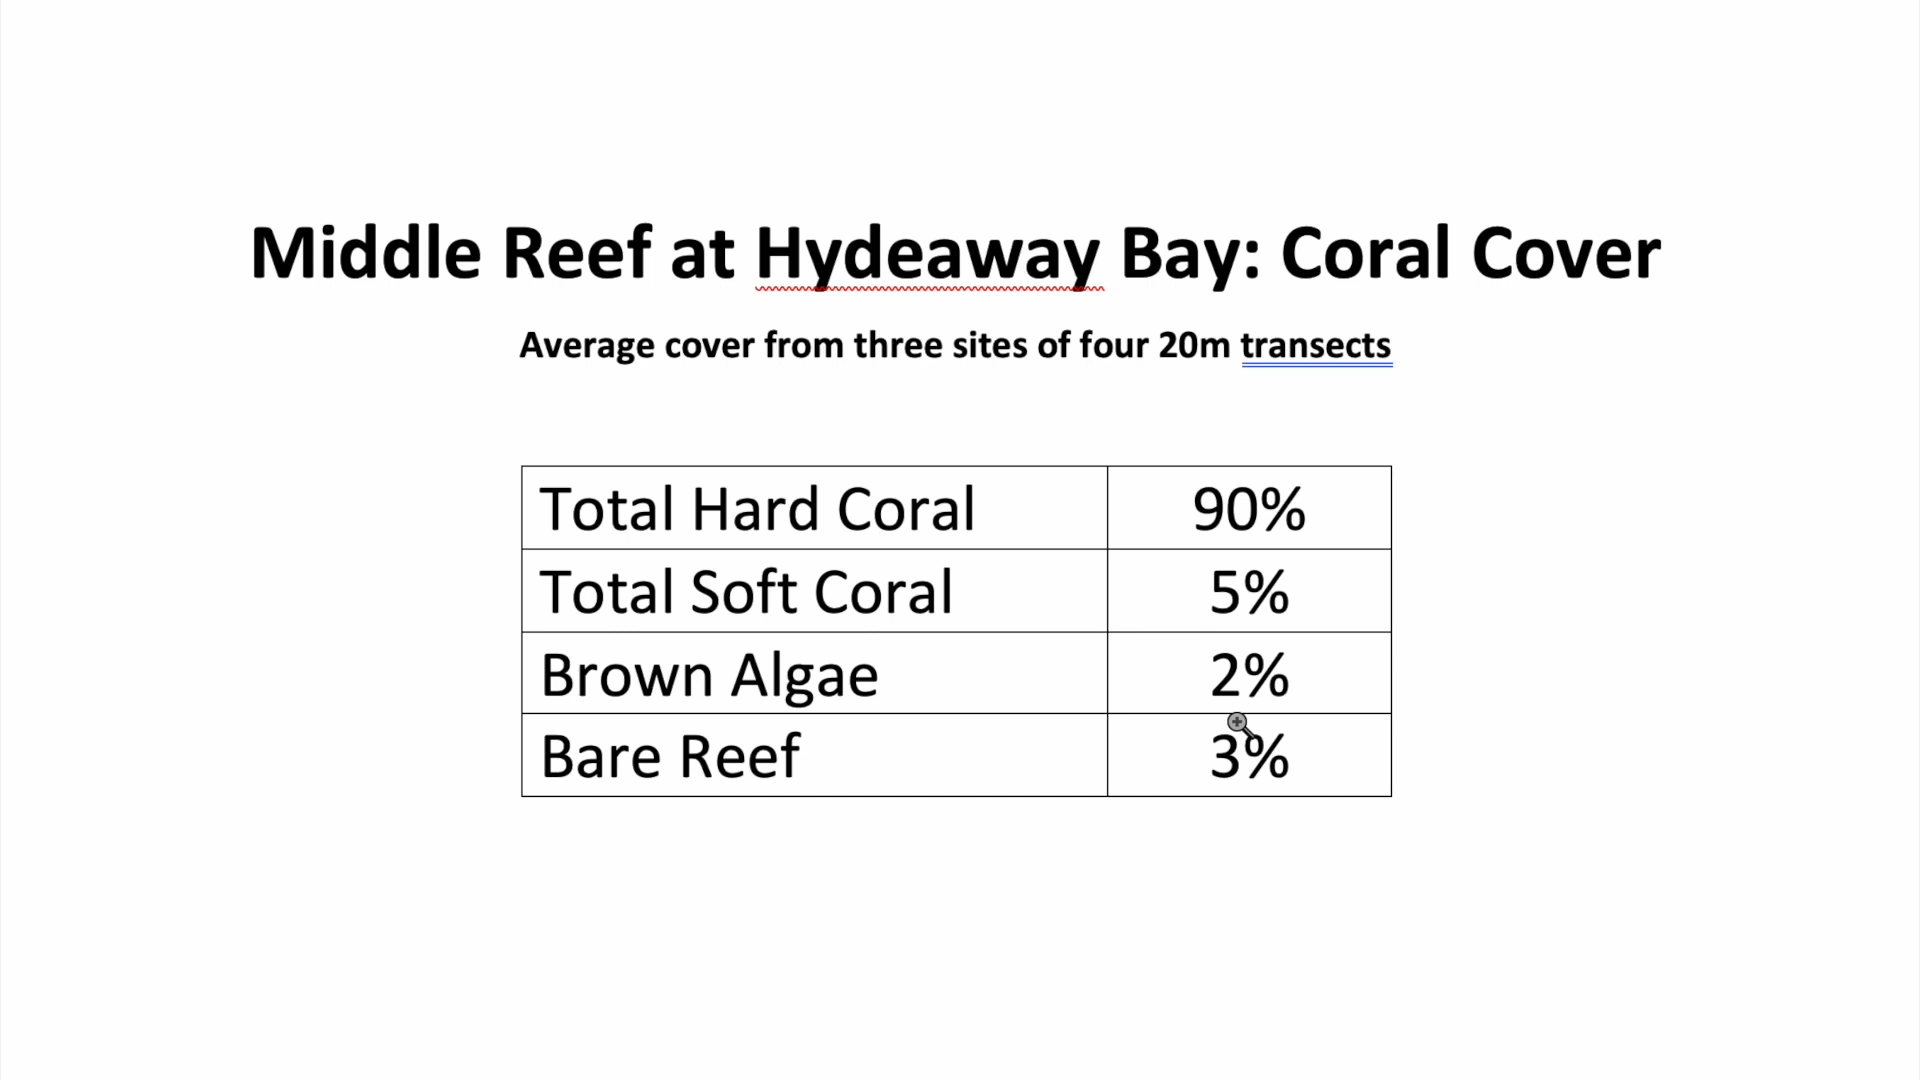 Middle Reef at Hydeaway Bay: Coral Cover
Average cover from three sites of four 20m transects
Total Hard Coral 90%
Total Soft Coral 5%
Brown Algae 2%
Bare Reef 3%